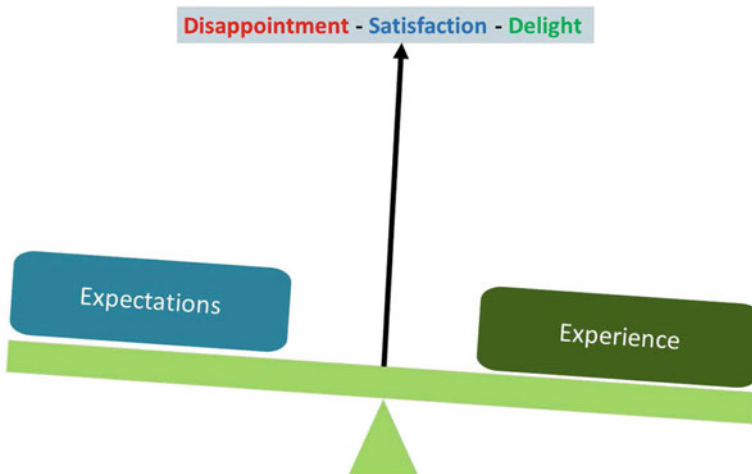 Disappointment - Satisfaction - Delight
Expectations
Experience